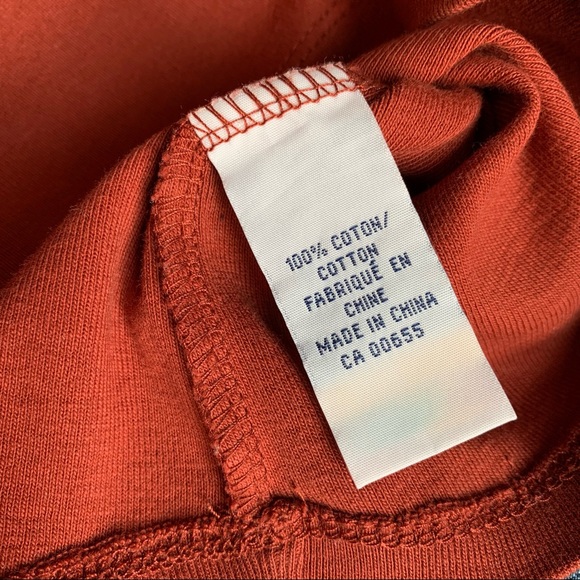 100% COTON/
COTTON
FABRIQUÉ EN
CHINE
MADE IN CHINA
CA 00655